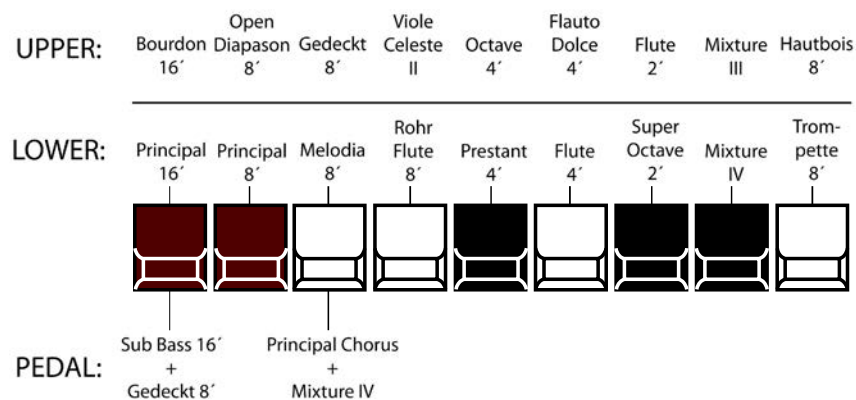 UPPER:
Bourdon 16´
Open Diapason 8´
Gedeckt 8´
Viole Celeste II
Octave 4´
Flauto Dolce 4´
Flute 2´
Mixture III
Hautbois 8´
LOWER:
Principal 16´
Principal 8´
Melodia 8´
Rohr Flute 8´
Prestant 4´
Flute 4´
Super Octave 2´
Mixture IV
Trom-
pette 8´
PEDAL:
Sub Bass 16´
+
Gedeckt 8´
Principal Chorus
+
Mixture IV